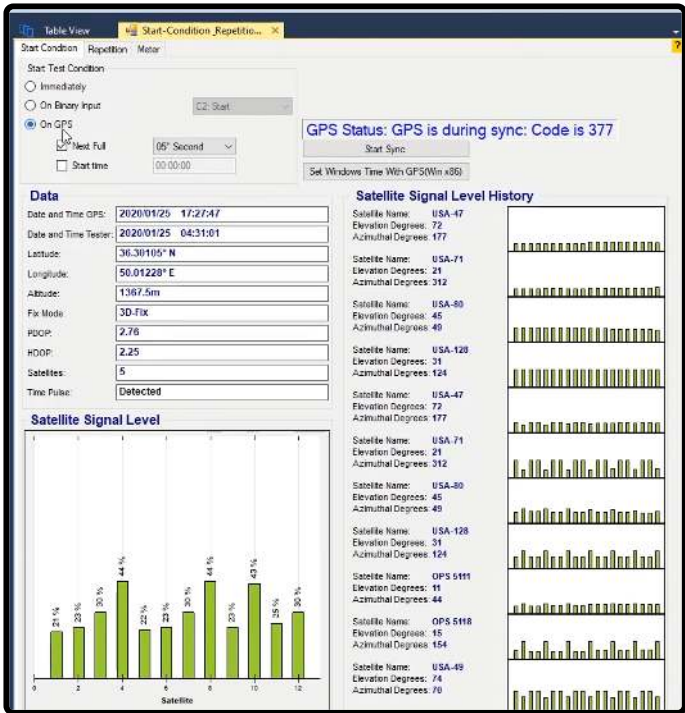 Table View
Start-Condition_Repetitio... ×
Start Condition Repetition Meter
?
Start Test Condition
Immediately
On Binary Input C2: Start
On GPS
Next Full 05" Second
Start time 00:00:00
GPS Status: GPS is during sync: Code is 377
Start Sync
Set Windows Time With GPS(Win x86)
Data
Date and Time GPS: 2020/01/25 17:27:47
Date and Time Tester: 2020/01/25 04:31:01
Latitude: 36.30105° N
Longitude: 50.01228° E
Altitude: 1367.5m
Fix Mode: 3D-Fix
PDOP: 2.76
HDOP: 2.25
Satellites: 5
Time Pulse: Detected
Satellite Signal Level
21 % 23 % 30 % 44 % 22 % 23 % 30 % 44 % 23 % 43 % 25 % 30 %
0 2 4 6 8 10 12
Satellite
Satellite Signal Level History
Satellite Name: USA-47
Elevation Degrees: 72
Azimuthal Degrees: 177
Satellite Name: USA-71
Elevation Degrees: 21
Azimuthal Degrees: 312
Satellite Name: USA-80
Elevation Degrees: 45
Azimuthal Degrees: 49
Satellite Name: USA-128
Elevation Degrees: 31
Azimuthal Degrees: 124
Satellite Name: USA-47
Elevation Degrees: 72
Azimuthal Degrees: 177
Satellite Name: USA-71
Elevation Degrees: 21
Azimuthal Degrees: 312
Satellite Name: USA-80
Elevation Degrees: 45
Azimuthal Degrees: 49
Satellite Name: USA-128
Elevation Degrees: 31
Azimuthal Degrees: 124
Satellite Name: OPS 5111
Elevation Degrees: 11
Azimuthal Degrees: 44
Satellite Name: OPS 5118
Elevation Degrees: 15
Azimuthal Degrees: 154
Satellite Name: USA-49
Elevation Degrees: 74
Azimuthal Degrees: 70